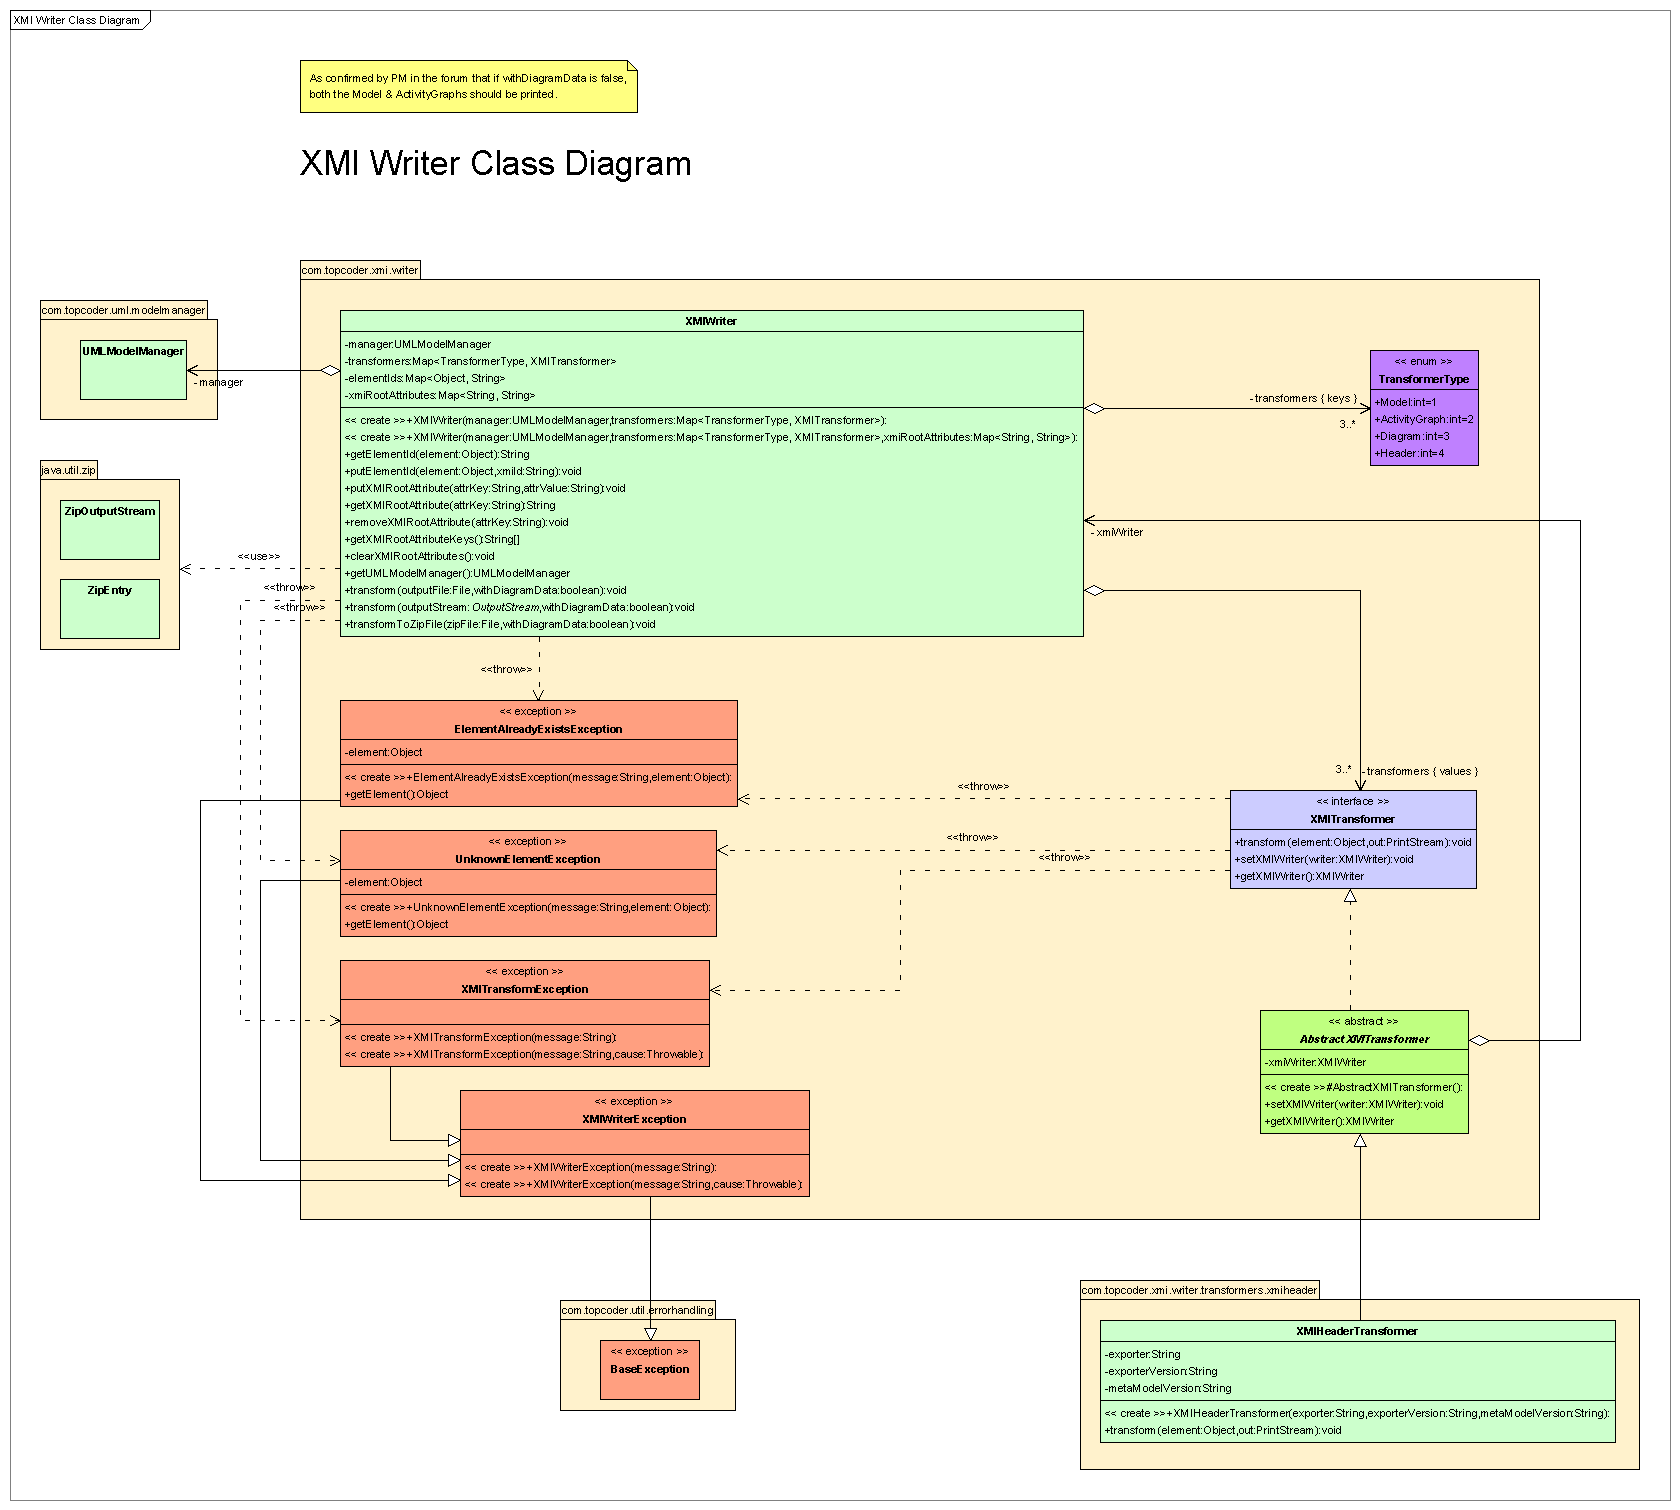 XMI Writer Class Diagram
As confirmed by PM in the forum that if withDiagramData is false,
both the Model & ActivityGraphs should be printed.
XMI Writer Class Diagram
com.topcoder.xmi.writer
com.topcoder.uml.modelmanager
UMLModelManager
- manager
java.util.zip
ZipOutputStream
ZipEntry
<<use>>
<<throw>>
<<throw>>
XMIWriter
-manager:UMLModelManager
-transformers:Map<TransformerType, XMITransformer>
-elementIds:Map<Object, String>
-xmiRootAttributes:Map<String, String>
<< create >>+XMIWriter(manager:UMLModelManager,transformers:Map<TransformerType, XMITransformer>):
<< create >>+XMIWriter(manager:UMLModelManager,transformers:Map<TransformerType, XMITransformer>,xmiRootAttributes:Map<String, String>):
+getElementId(element:Object):String
+putElementId(element:Object,xmiId:String):void
+putXMIRootAttribute(attrKey:String,attrValue:String):void
+getXMIRootAttribute(attrKey:String):String
+removeXMIRootAttribute(attrKey:String):void
+getXMIRootAttributeKeys():String[]
+clearXMIRootAttributes():void
+getUMLModelManager():UMLModelManager
+transform(outputFile:File,withDiagramData:boolean):void
+transform(outputStream: OutputStream,withDiagramData:boolean):void
+transformToZipFile(zipFile:File,withDiagramData:boolean):void
- transformers { keys }
3..*
<< enum >>
TransformerType
+Model:int=1
+ActivityGraph:int=2
+Diagram:int=3
+Header:int=4
- xmiWriter
<<throw>>
<< exception >>
ElementAlreadyExistsException
-element:Object
<< create >>+ElementAlreadyExistsException(message:String,element:Object):
+getElement():Object
3..*
- transformers { values }
<<throw>>
<<throw>>
<<throw>>
<< interface >>
XMITransformer
+transform(element:Object,out:PrintStream):void
+setXMIWriter(writer:XMIWriter):void
+getXMIWriter():XMIWriter
<< exception >>
UnknownElementException
-element:Object
<< create >>+UnknownElementException(message:String,element:Object):
+getElement():Object
<< exception >>
XMITransformException
<< create >>+XMITransformException(message:String):
<< create >>+XMITransformException(message:String,cause:Throwable):
<< abstract >>
AbstractXMITransformer
-xmiWriter:XMIWriter
<< create >>#AbstractXMITransformer():
+setXMIWriter(writer:XMIWriter):void
+getXMIWriter():XMIWriter
<< exception >>
XMIWriterException
<< create >>+XMIWriterException(message:String):
<< create >>+XMIWriterException(message:String,cause:Throwable):
com.topcoder.util.errorhandling
<< exception >>
BaseException
com.topcoder.xmi.writer.transformers.xmiheader
XMIHeaderTransformer
-exporter:String
-exporterVersion:String
-metaModelVersion:String
<< create >>+XMIHeaderTransformer(exporter:String,exporterVersion:String,metaModelVersion:String):
+transform(element:Object,out:PrintStream):void